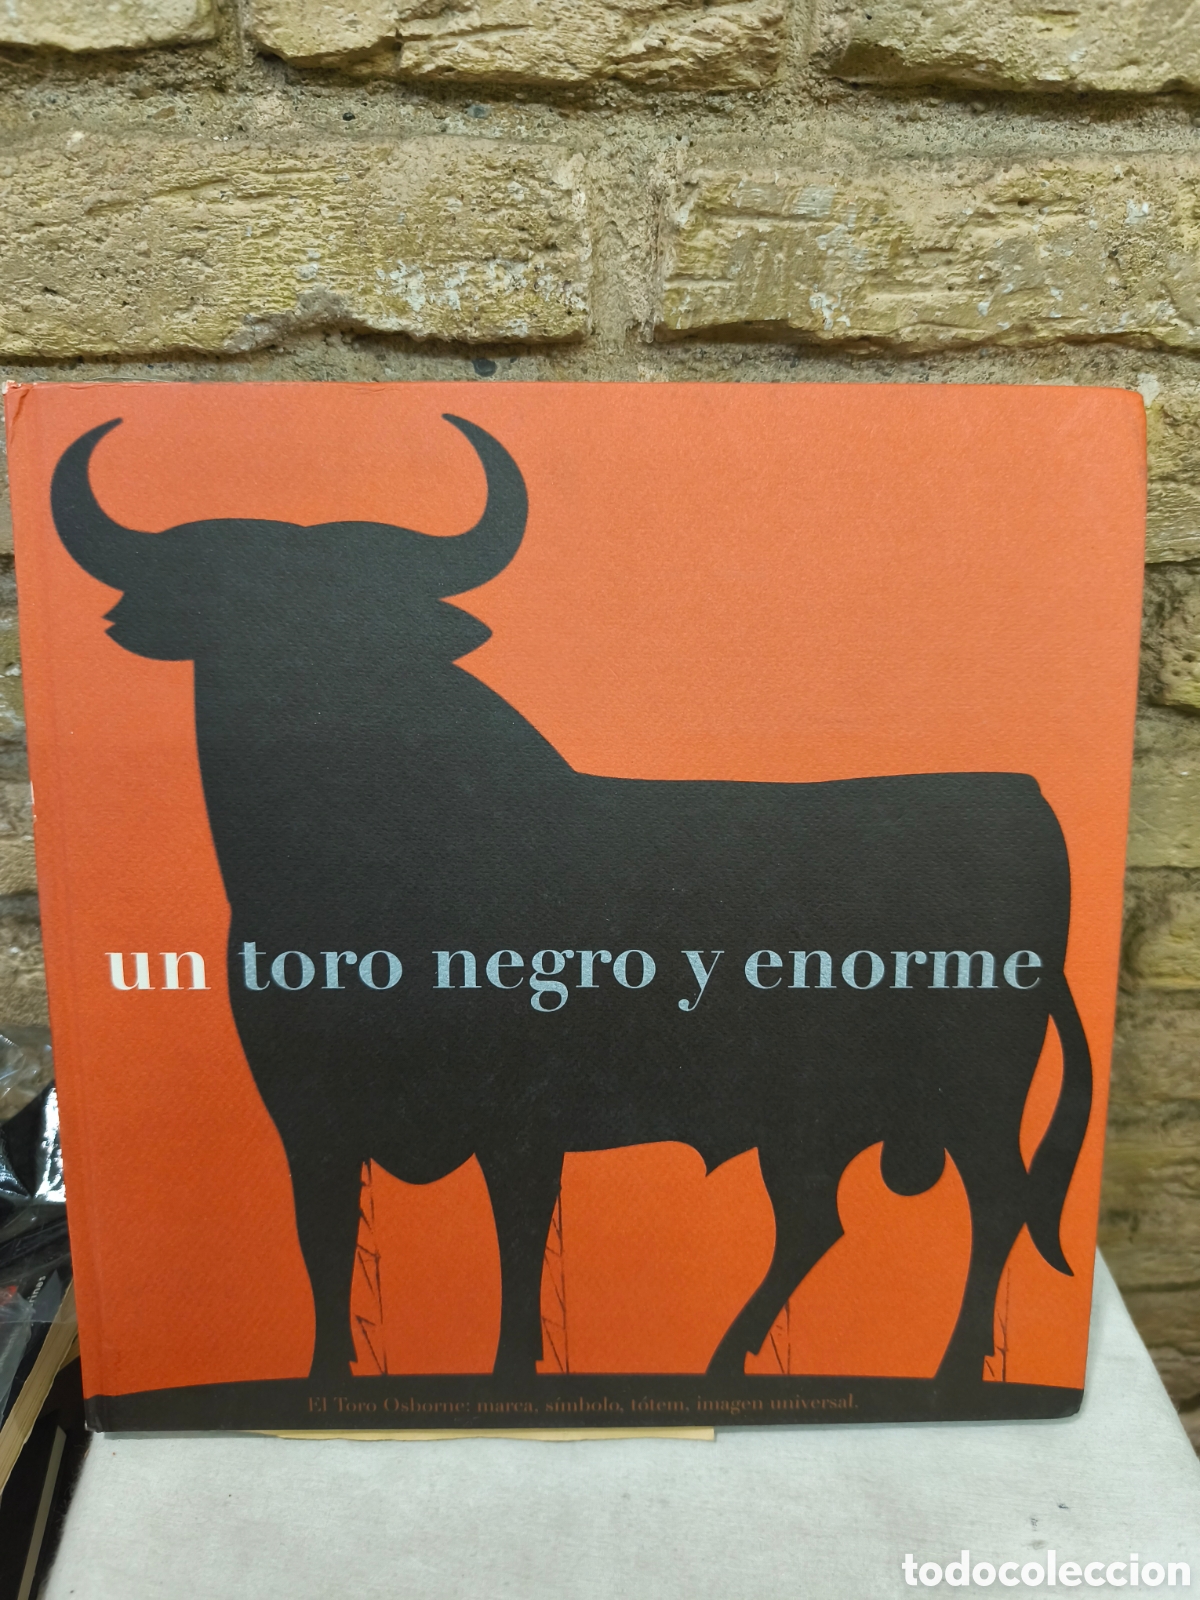 un toro negro y enorme
El Toro Osborne: marca, símbolo, tótem, imagen universal.
todocoleccion